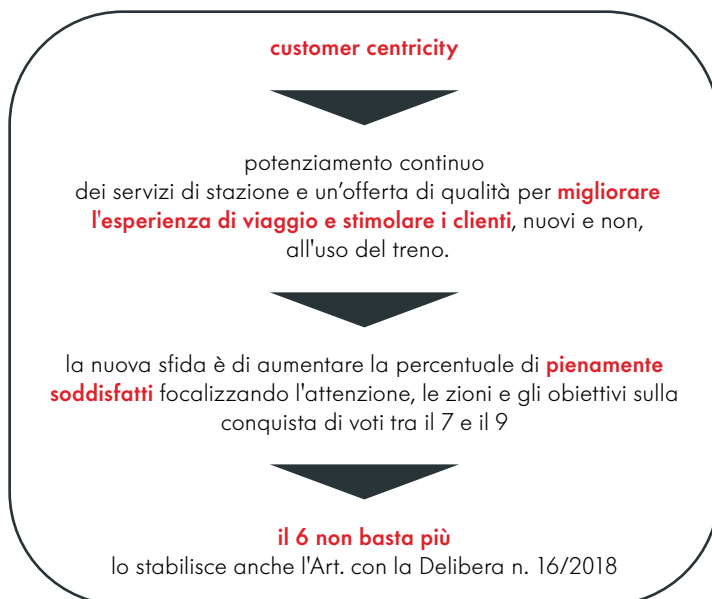 customer centricity
potenziamento continuo
dei servizi di stazione e un’offerta di qualità per migliorare
l'esperienza di viaggio e stimolare i clienti, nuovi e non,
all'uso del treno.
la nuova sfida è di aumentare la percentuale di pienamente
soddisfatti focalizzando l'attenzione, le zioni e gli obiettivi sulla
conquista di voti tra il 7 e il 9
il 6 non basta più
lo stabilisce anche l'Art. con la Delibera n. 16/2018